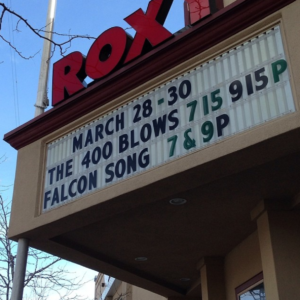 ROX
MARCH 28 - 30
THE 400 BLOWS 715 915 P
FALCON SONG 7 & 9 P